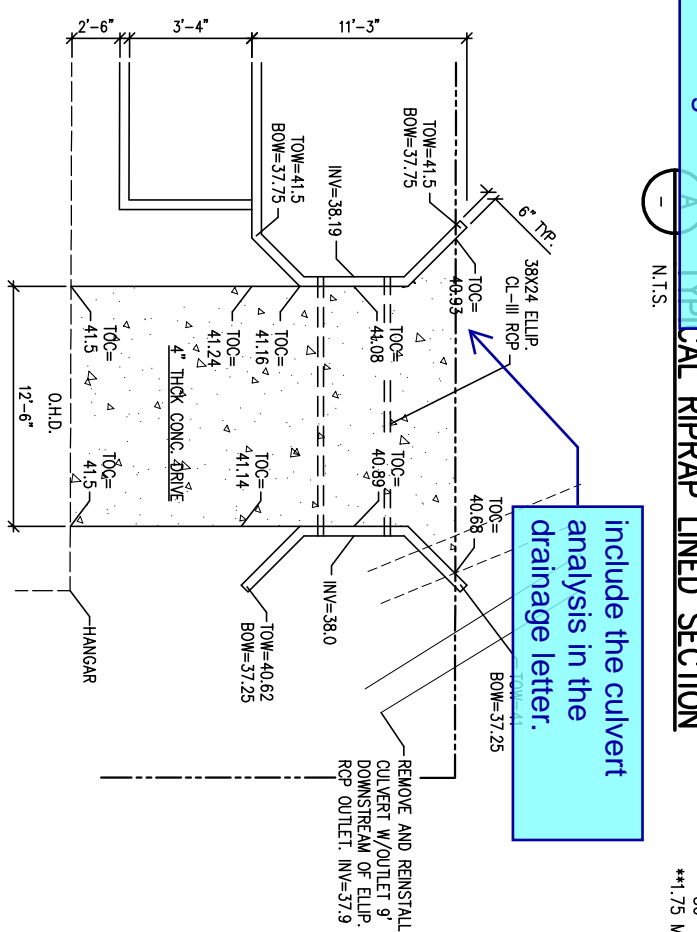 CAL RIPRAP LINED SECTION
N.T.S.
-
**1.75 M
include the culvert
analysis in the
drainage letter.
2'-6"
3'-4"
11'-3"
TOW=41.5
BOW=37.75
INV=38.19
TOW=41.5
BOW=37.75
6" TYP.
38X24 ELLIP.
CL-III RCP
TOC=
40.93
TOC=
41.08
TOC=
41.16
TOC=
41.24
TOC=
41.5
4" THCK CONC. DRIVE
TOC=
40.68
TOC=
40.89
TOC=
41.14
TOC=
41.5
O.H.D.
12'-6"
INV=38.0
TOW=41
BOW=37.25
TOW=40.62
BOW=37.25
HANGAR
REMOVE AND REINSTALL
CULVERT W/OUTLET 9'
DOWNSTREAM OF ELLIP.
RCP OUTLET. INV=37.9